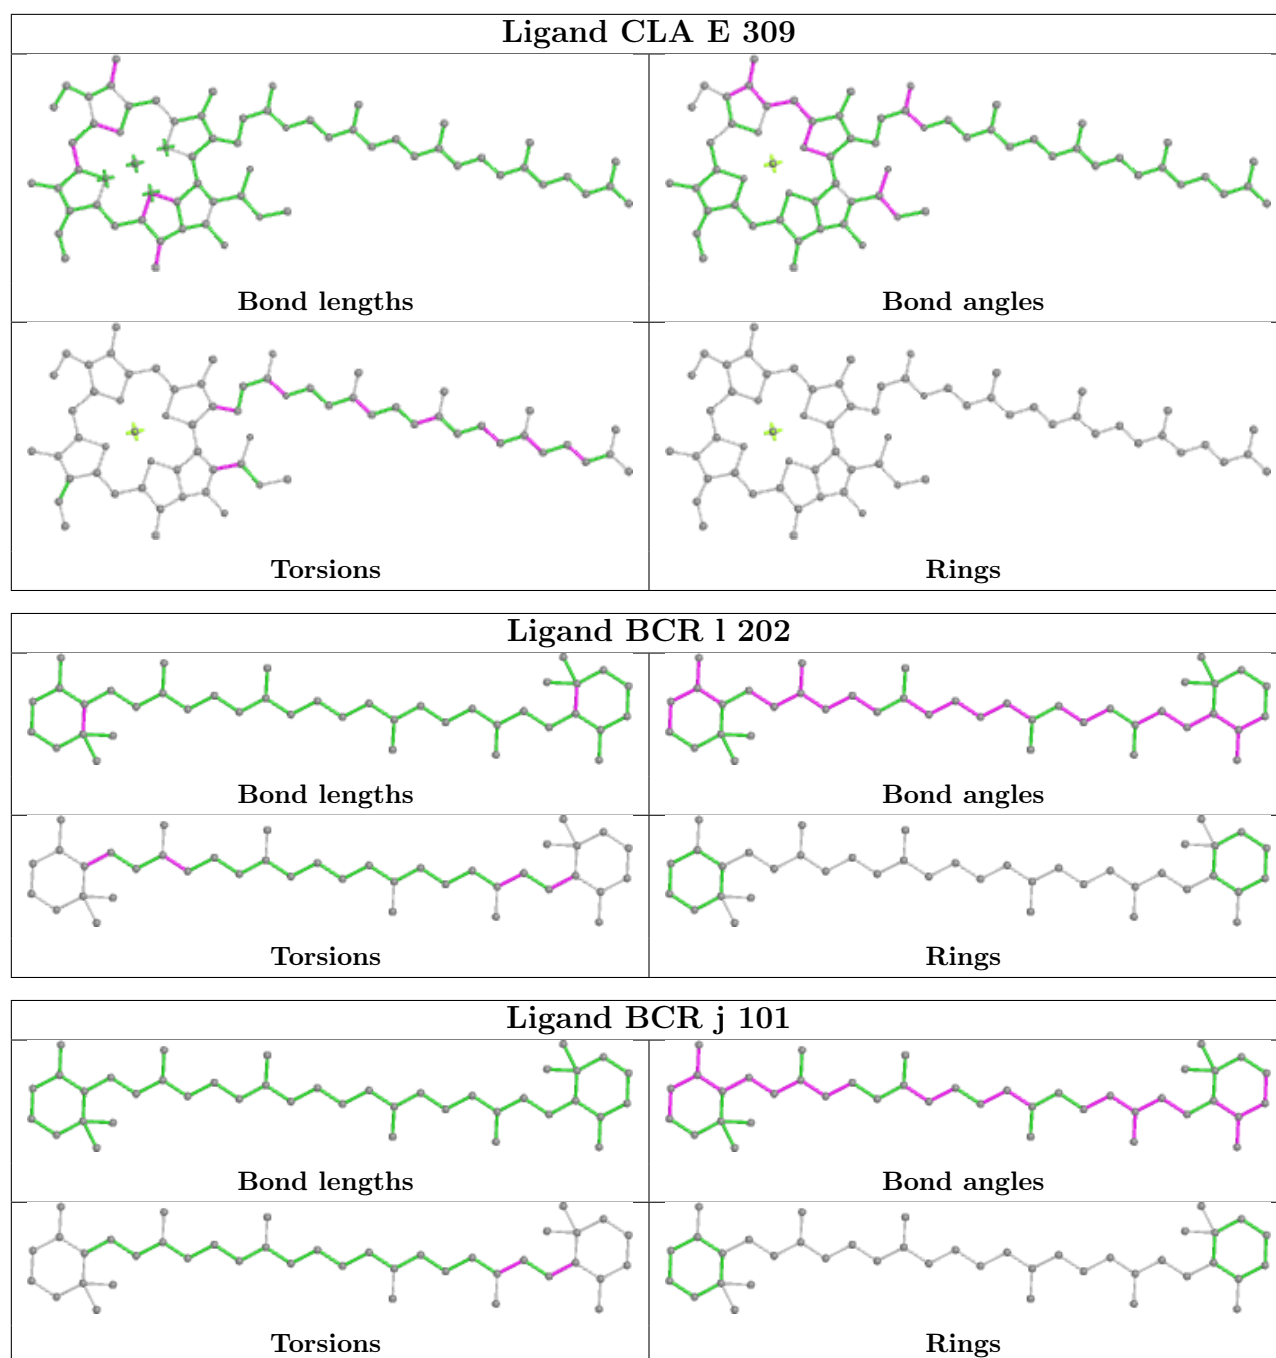 Ligand CLA E 309
Bond lengths
Bond angles
Torsions
Rings
Ligand BCR l 202
Bond lengths
Bond angles
Torsions
Rings
Ligand BCR j 101
Bond lengths
Bond angles
Torsions
Rings